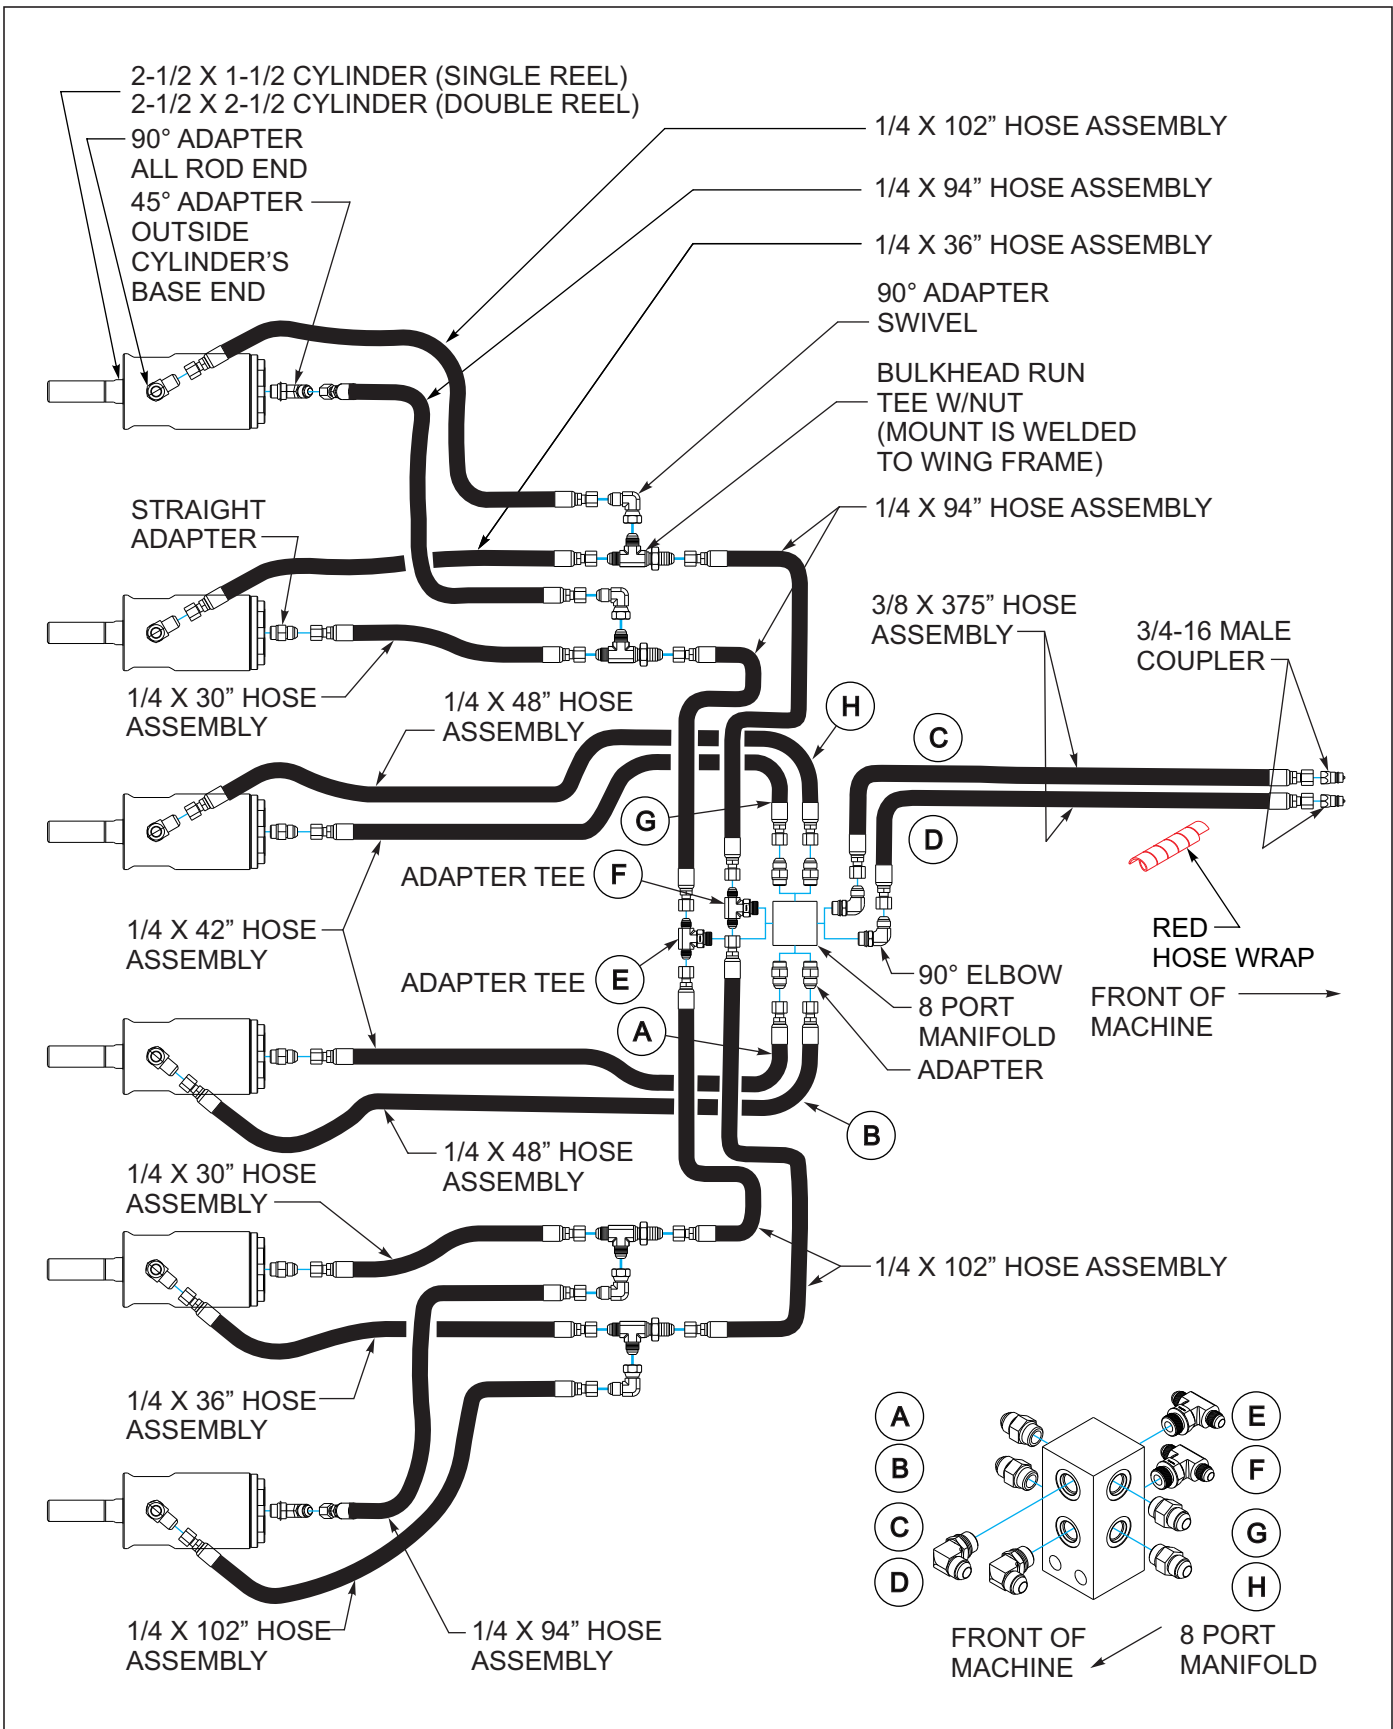 2-1/2 X 1-1/2 CYLINDER (SINGLE REEL)
2-1/2 X 2-1/2 CYLINDER (DOUBLE REEL)
90° ADAPTER
ALL ROD END
45° ADAPTER
OUTSIDE
CYLINDER'S
BASE END
1/4 X 102” HOSE ASSEMBLY
1/4 X 94” HOSE ASSEMBLY
1/4 X 36” HOSE ASSEMBLY
90° ADAPTER
SWIVEL
BULKHEAD RUN
TEE W/NUT
(MOUNT IS WELDED
TO WING FRAME)
STRAIGHT
ADAPTER
1/4 X 94” HOSE ASSEMBLY
3/8 X 375” HOSE
ASSEMBLY
3/4-16 MALE
COUPLER
1/4 X 30” HOSE
ASSEMBLY
1/4 X 48” HOSE
ASSEMBLY
H
C
G
D
ADAPTER TEE
F
1/4 X 42” HOSE
ASSEMBLY
RED
HOSE WRAP
ADAPTER TEE
E
90° ELBOW
8 PORT
MANIFOLD
ADAPTER
FRONT OF
MACHINE
A
B
1/4 X 48” HOSE
ASSEMBLY
1/4 X 30” HOSE
ASSEMBLY
1/4 X 102” HOSE ASSEMBLY
1/4 X 36” HOSE
ASSEMBLY
A
B
C
D
E
F
G
H
1/4 X 102” HOSE
ASSEMBLY
1/4 X 94” HOSE
ASSEMBLY
FRONT OF
MACHINE
8 PORT
MANIFOLD